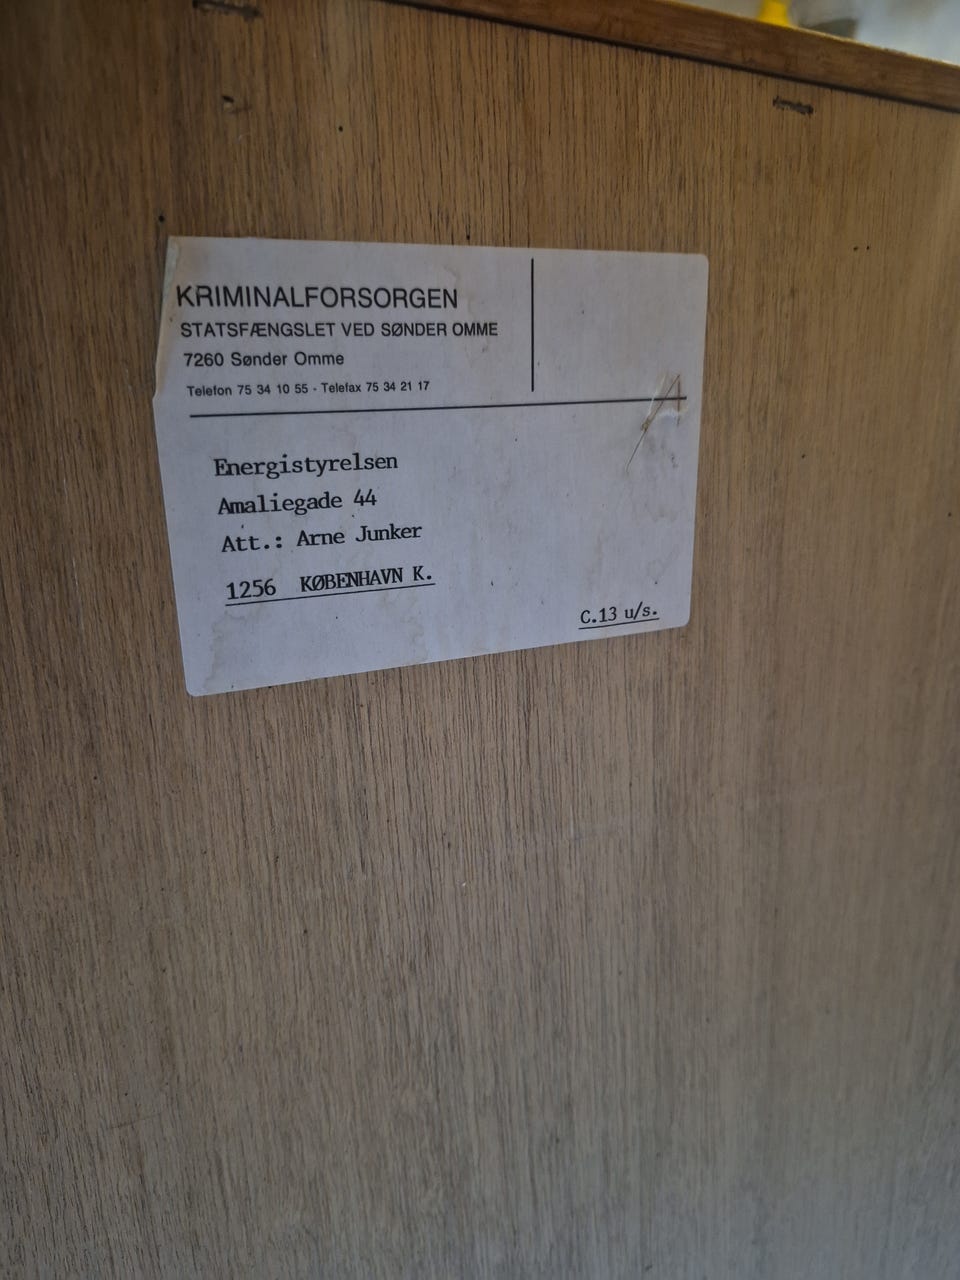 KRIMINALFORSORGEN
STATSFÆNGSLET VED SØNDER OMME
7260 Sønder Omme
Telefon 75 34 10 55 - Telefax 75 34 21 17
Energistyrelsen
Amaliegade 44
Att.: Arne Junker
1256 KØBENHAVN K.
C.13 u/s.